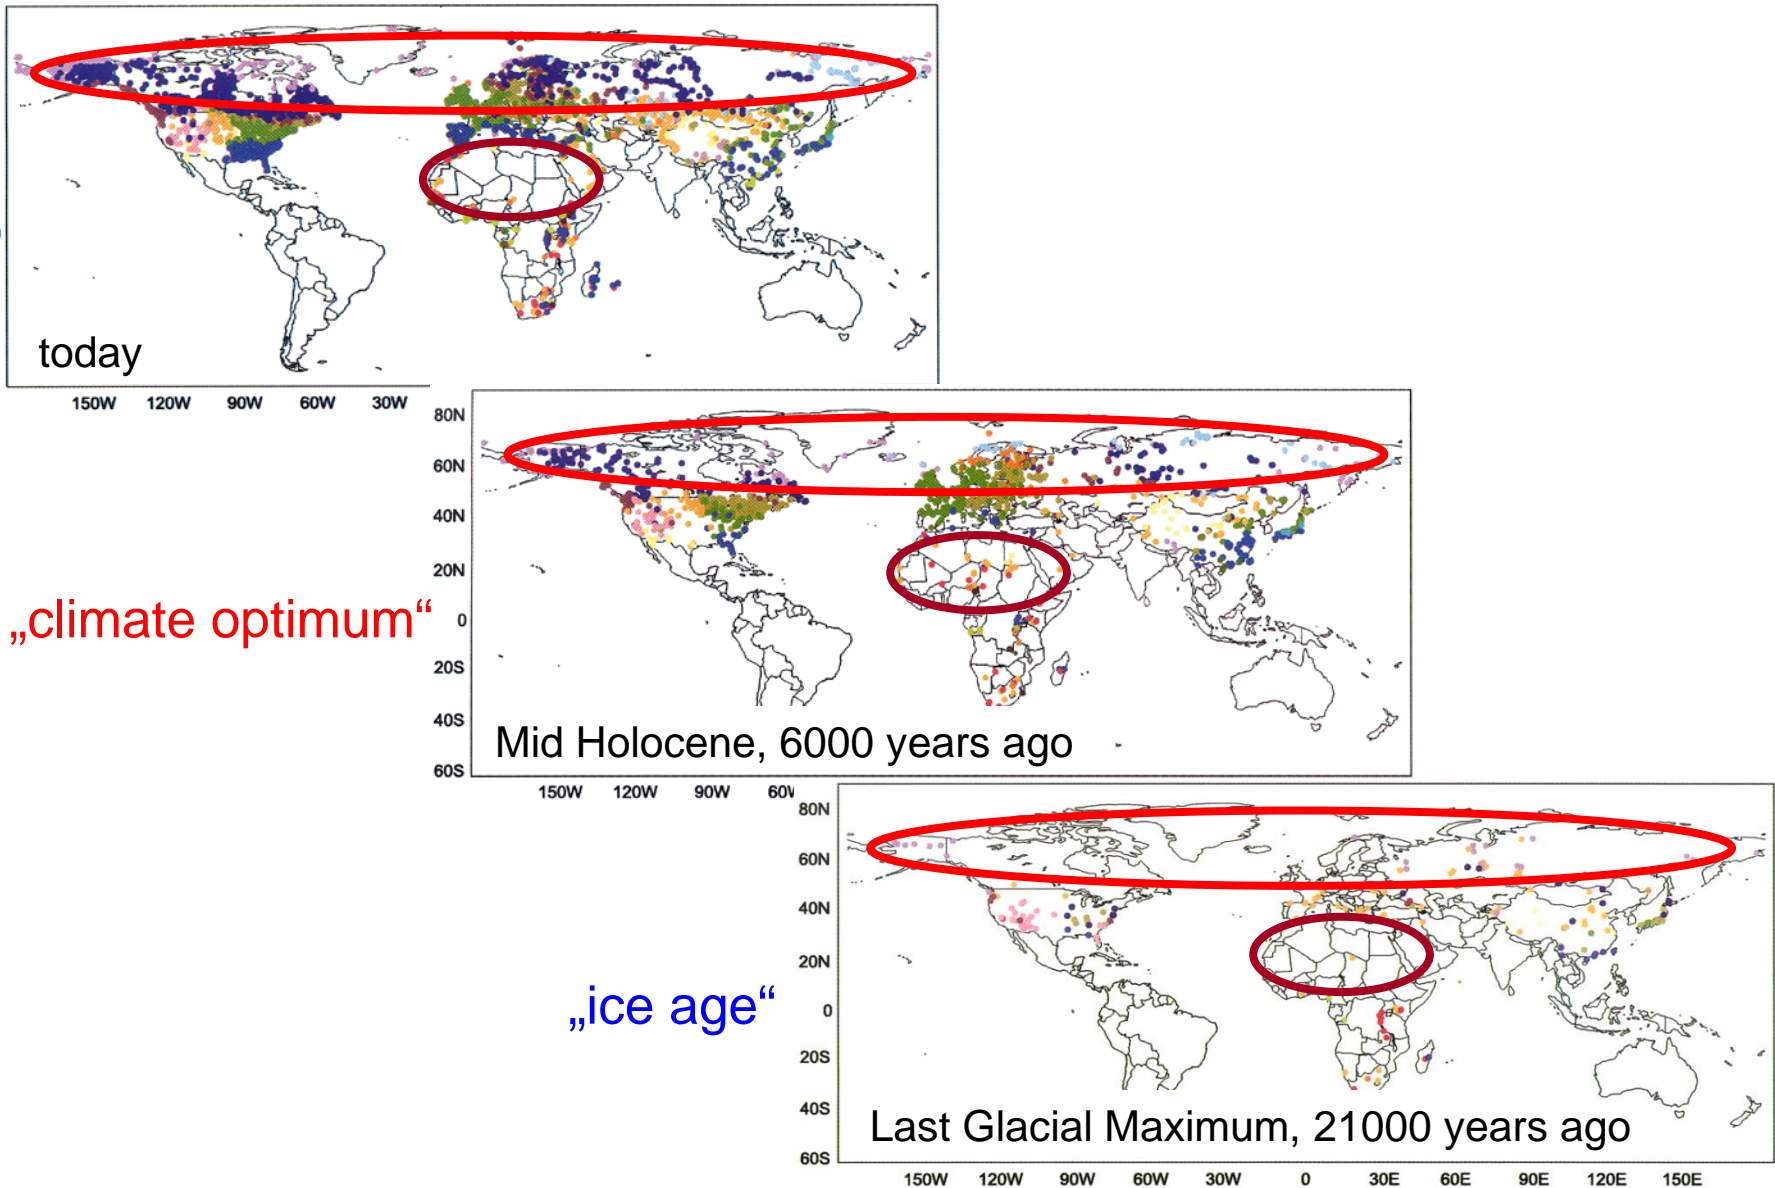 today
150W 120W 90W 60W 30W
80N
60N
40N
20N
0
20S
40S
60S
„climate optimum“
Mid Holocene, 6000 years ago
150W 120W 90W
80N
60N
40N
20N
0
20S
40S
60S
„ice age“
Last Glacial Maximum, 21000 years ago
150W 120W 90W 60W 30W 0 30E 60E 90E 120E 150E